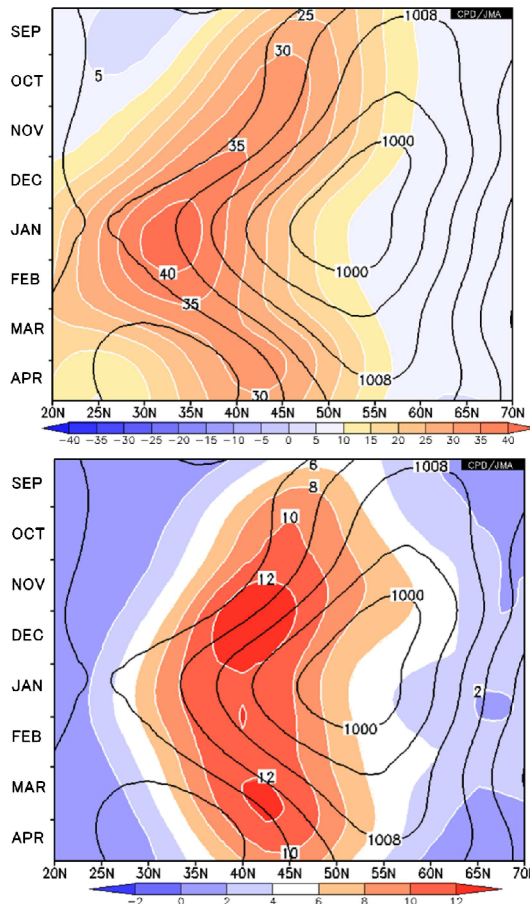 CPD/JMA
SEP
OCT
NOV
DEC
JAN
FEB
MAR
APR
25
1008
30
5
35
1000
1000
40
35
1008
30
20N 25N 30N 35N 40N 45N 50N 55N 60N 65N 70N
−40 −35 −30 −25 −20 −15 −10 −5 0 5 10 15 20 25 30 35 40
CPD/JMA
SEP
OCT
NOV
DEC
JAN
FEB
MAR
APR
6
1008
8
10
12
1000
2
1000
12
1008
10
20N 25N 30N 35N 40N 45N 50N 55N 60N 65N 70N
−2 0 2 4 6 8 10 12